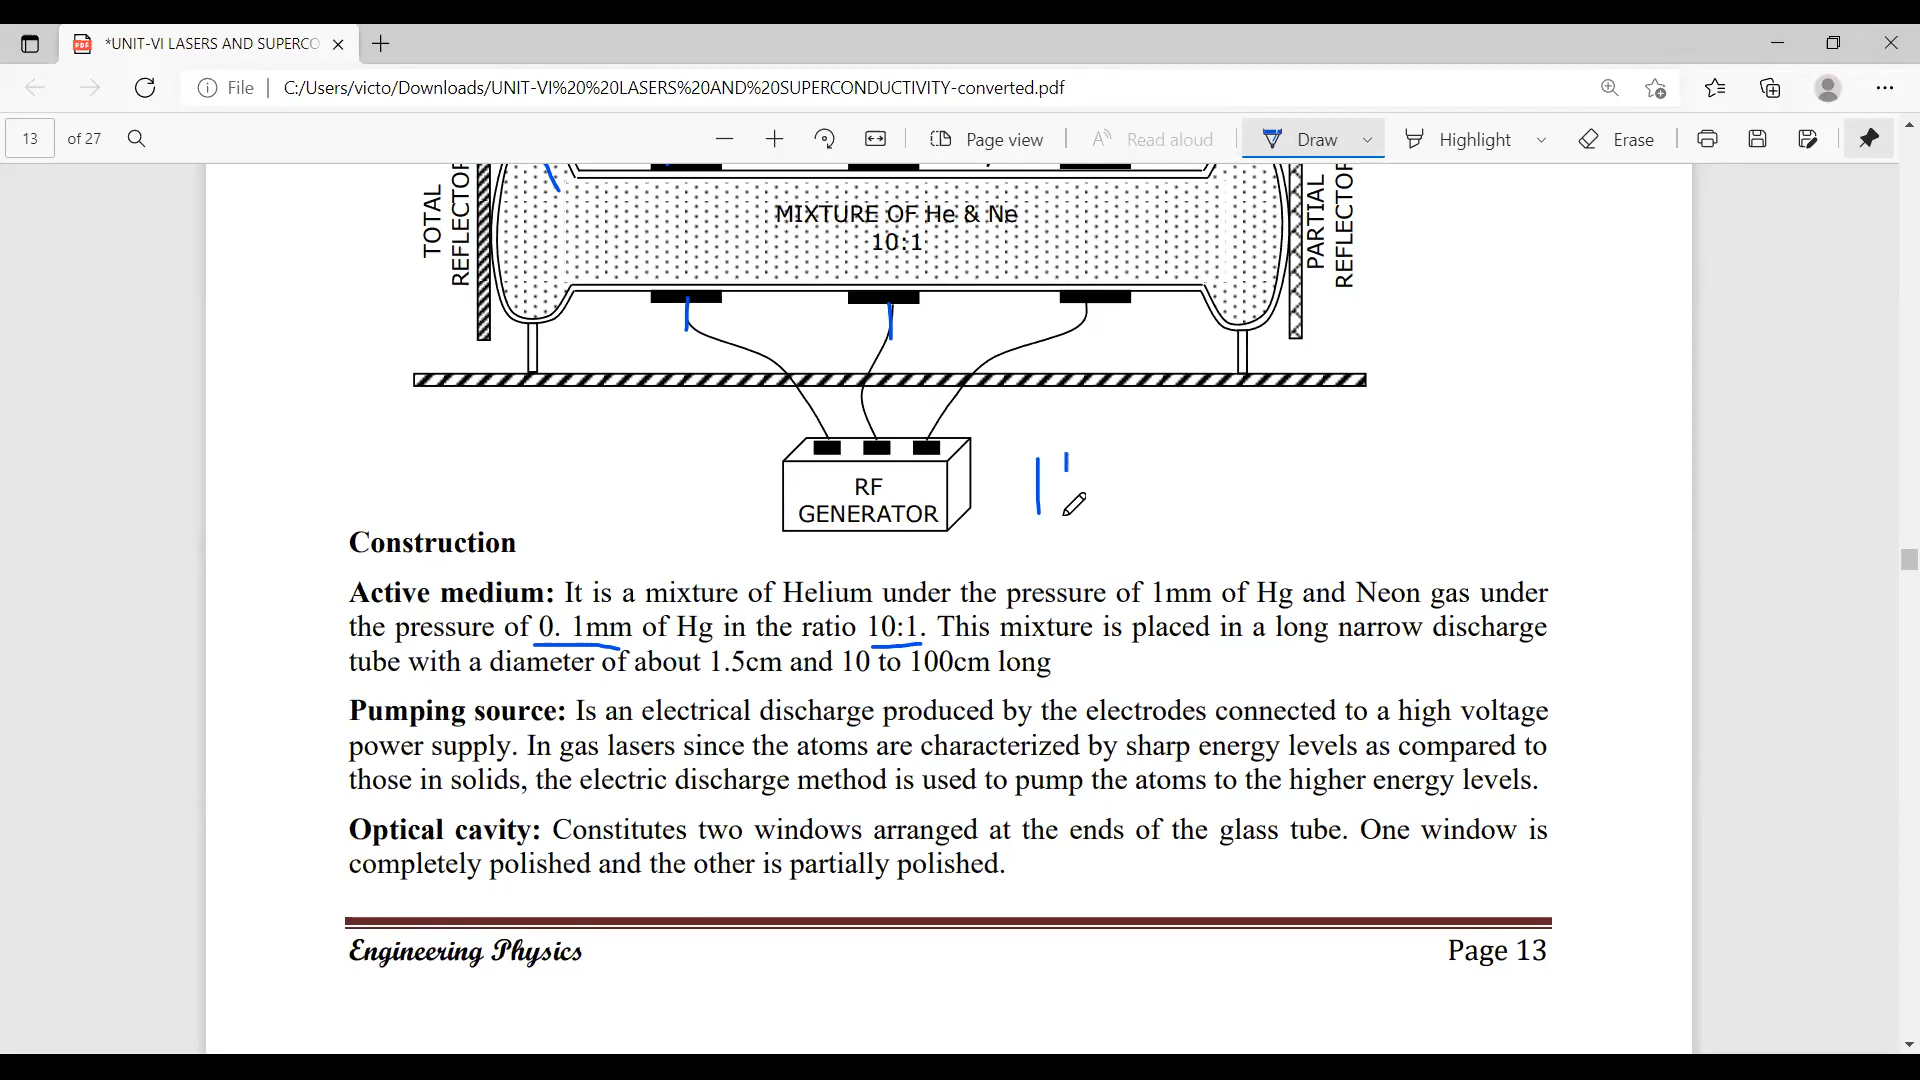 *UNIT-VI LASERS AND SUPERCO
File C:/Users/victo/Downloads/UNIT-VI%20%20LASERS%20AND%20SUPERCONDUCTIVITY-converted.pdf
13 of 27 Page view Read aloud Draw Highlight Erase
TOTAL
REFLECTOR
MIXTURE OF He & Ne
10:1
PARTIAL
REFLECTOR
RF
GENERATOR
Construction
Active medium: It is a mixture of Helium under the pressure of 1mm of Hg and Neon gas under
the pressure of 0. 1mm of Hg in the ratio 10:1. This mixture is placed in a long narrow discharge
tube with a diameter of about 1.5cm and 10 to 100cm long
Pumping source: Is an electrical discharge produced by the electrodes connected to a high voltage
power supply. In gas lasers since the atoms are characterized by sharp energy levels as compared to
those in solids, the electric discharge method is used to pump the atoms to the higher energy levels.
Optical cavity: Constitutes two windows arranged at the ends of the glass tube. One window is
completely polished and the other is partially polished.
Engineering Physics Page 13